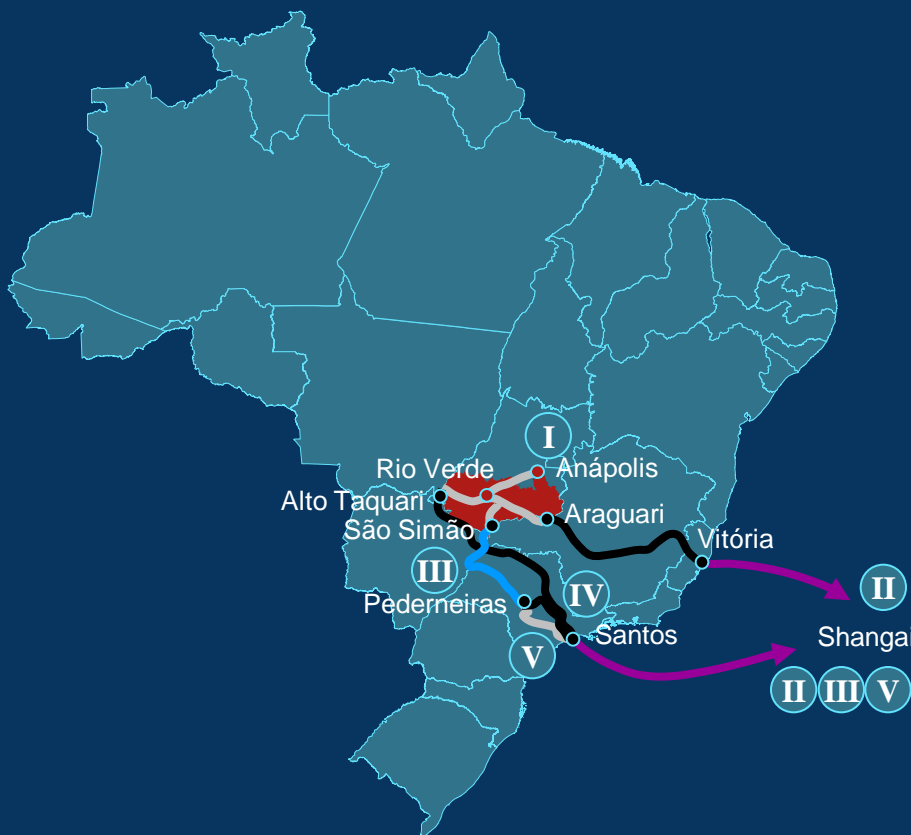 I
Rio Verde
Anápolis
Alto Taquari
Araguari
São Simão
Vitória
III
II
Pederneiras
IV
Santos
Shangai
V
II III V